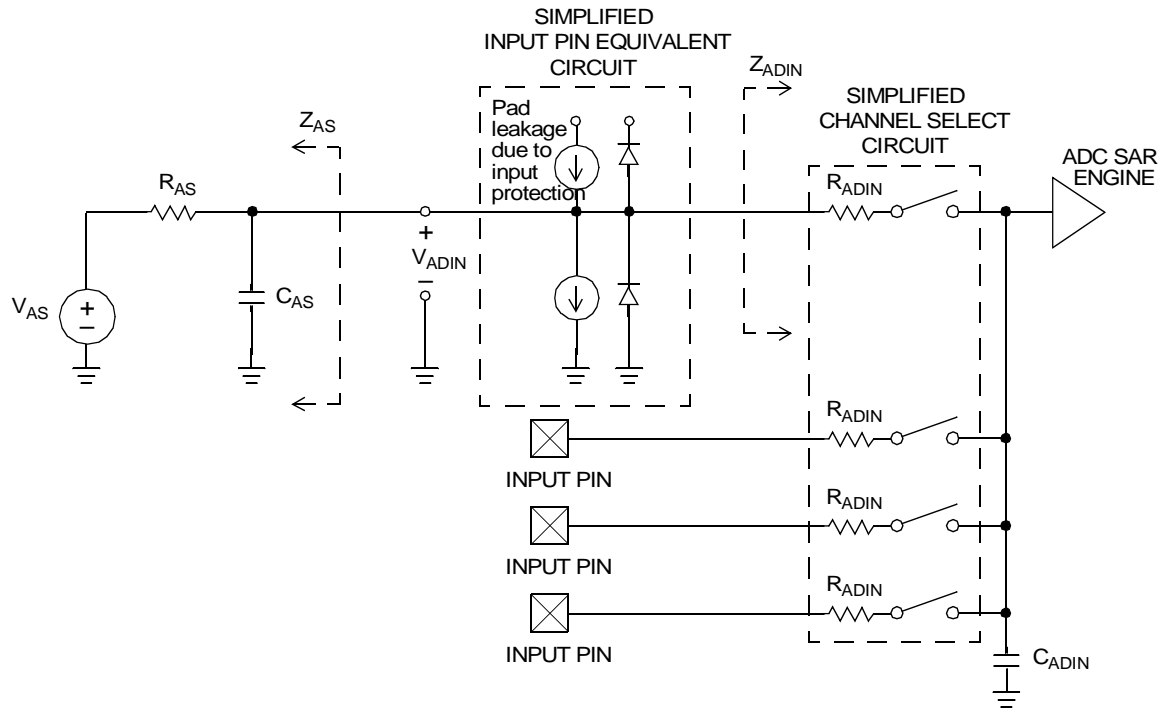 SIMPLIFIED
INPUT PIN EQUIVALENT
CIRCUIT
Pad
leakage
due to
input
protection
Z_AS
R_AS
V_AS
+
–
C_AS
+
V_ADIN
–
Z_ADIN
SIMPLIFIED
CHANNEL SELECT
CIRCUIT
R_ADIN
ADC SAR
ENGINE
R_ADIN
INPUT PIN
R_ADIN
INPUT PIN
R_ADIN
INPUT PIN
C_ADIN